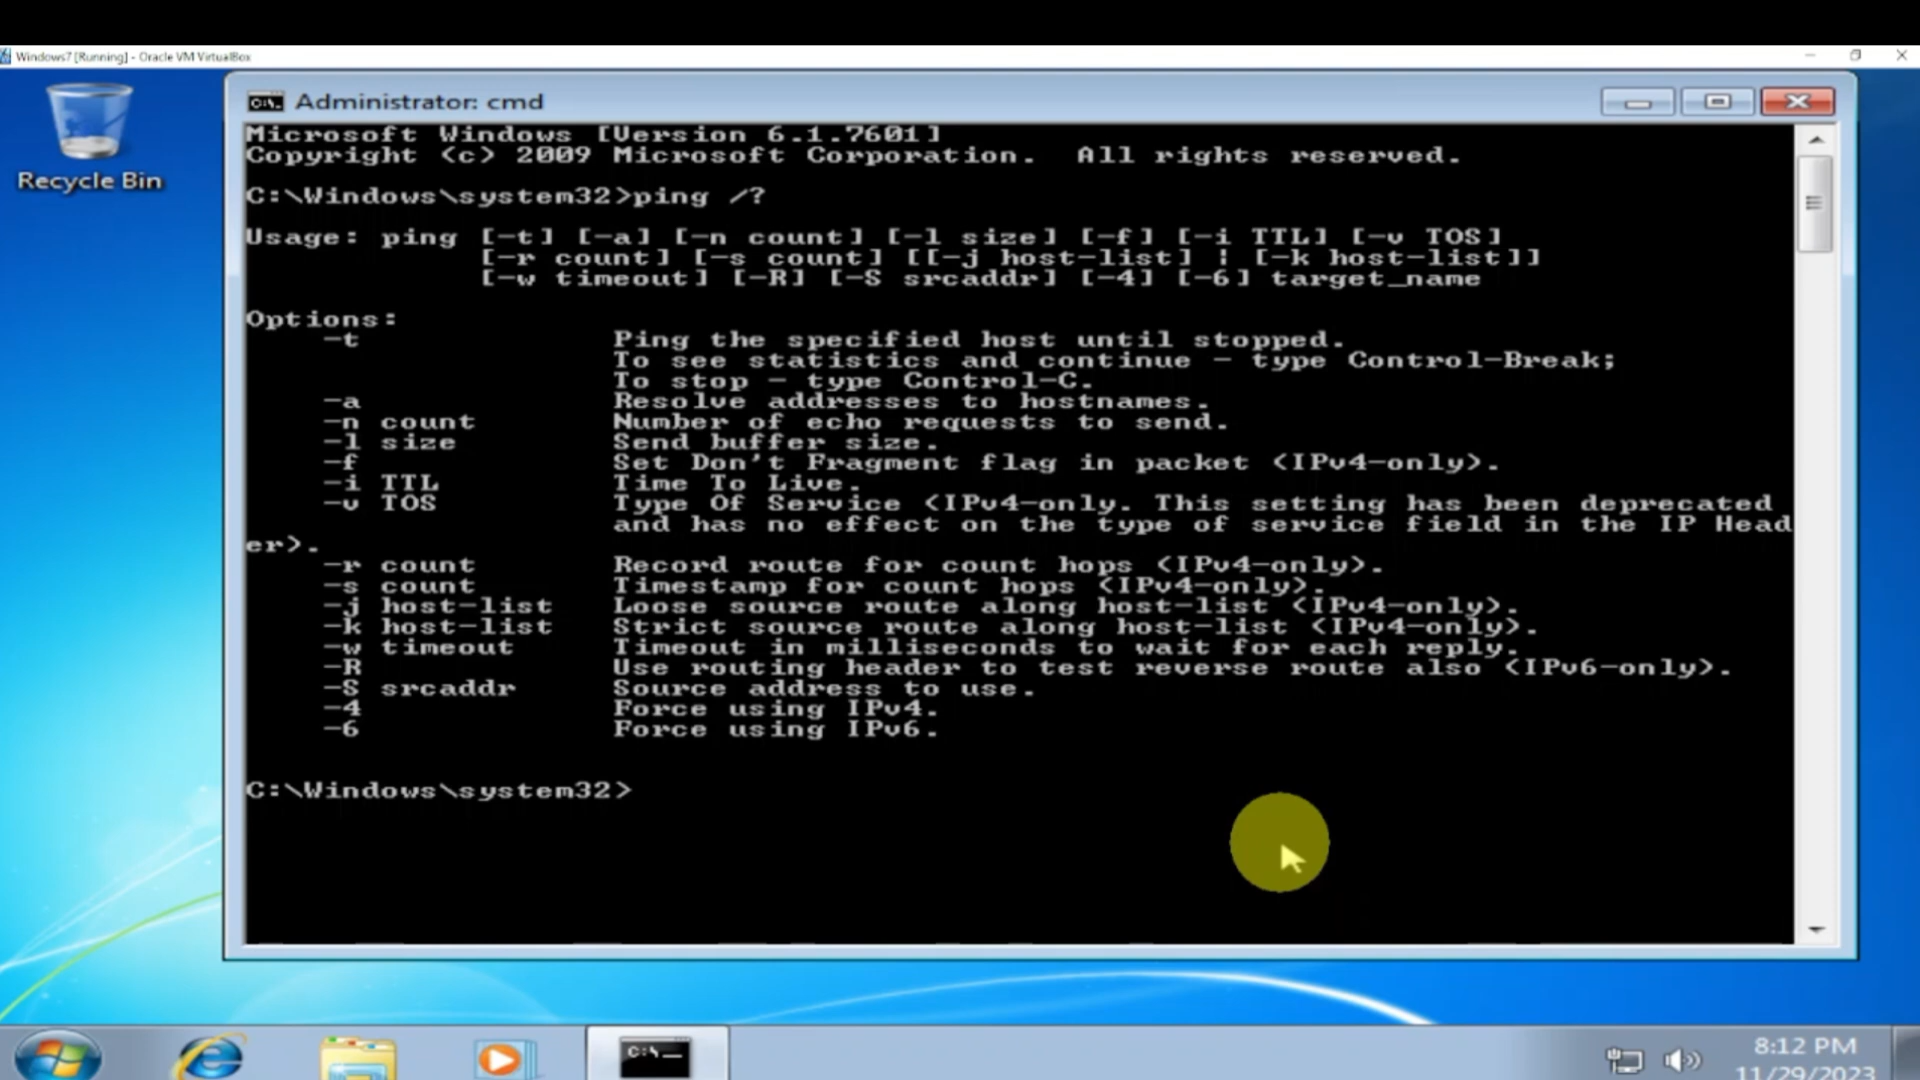 Windows7 [Running] - Oracle VM VirtualBox
Recycle Bin
Administrator: cmd
Microsoft Windows [Version 6.1.7601]
Copyright (c) 2009 Microsoft Corporation.  All rights reserved.
C:\Windows\system32>ping /?
Usage: ping [-t] [-a] [-n count] [-l size] [-f] [-i TTL] [-v TOS]
            [-r count] [-s count] [[-j host-list] | [-k host-list]]
            [-w timeout] [-R] [-S srcaddr] [-4] [-6] target_name
Options:
    -t             Ping the specified host until stopped.
                   To see statistics and continue - type Control-Break;
                   To stop - type Control-C.
    -a             Resolve addresses to hostnames.
    -n count       Number of echo requests to send.
    -l size        Send buffer size.
    -f             Set Don't Fragment flag in packet (IPv4-only).
    -i TTL         Time To Live.
    -v TOS         Type Of Service (IPv4-only. This setting has been deprecated
                   and has no effect on the type of service field in the IP Head
er).
    -r count       Record route for count hops (IPv4-only).
    -s count       Timestamp for count hops (IPv4-only).
    -j host-list   Loose source route along host-list (IPv4-only).
    -k host-list   Strict source route along host-list (IPv4-only).
    -w timeout     Timeout in milliseconds to wait for each reply.
    -R             Use routing header to test reverse route also (IPv6-only).
    -S srcaddr     Source address to use.
    -4             Force using IPv4.
    -6             Force using IPv6.
C:\Windows\system32>
8:12 PM
11/29/2023